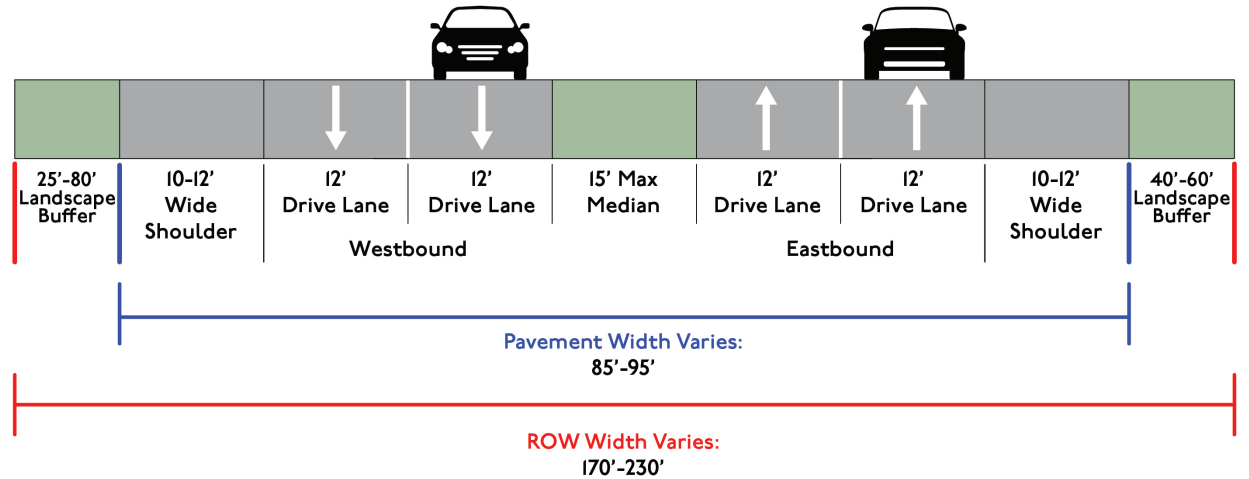 25'-80'
Landscape
Buffer
10-12'
Wide
Shoulder
12'
Drive Lane
12'
Drive Lane
Westbound
15' Max
Median
12'
Drive Lane
12'
Drive Lane
Eastbound
10-12'
Wide
Shoulder
40'-60'
Landscape
Buffer
Pavement Width Varies:
85'-95'
ROW Width Varies:
170'-230'